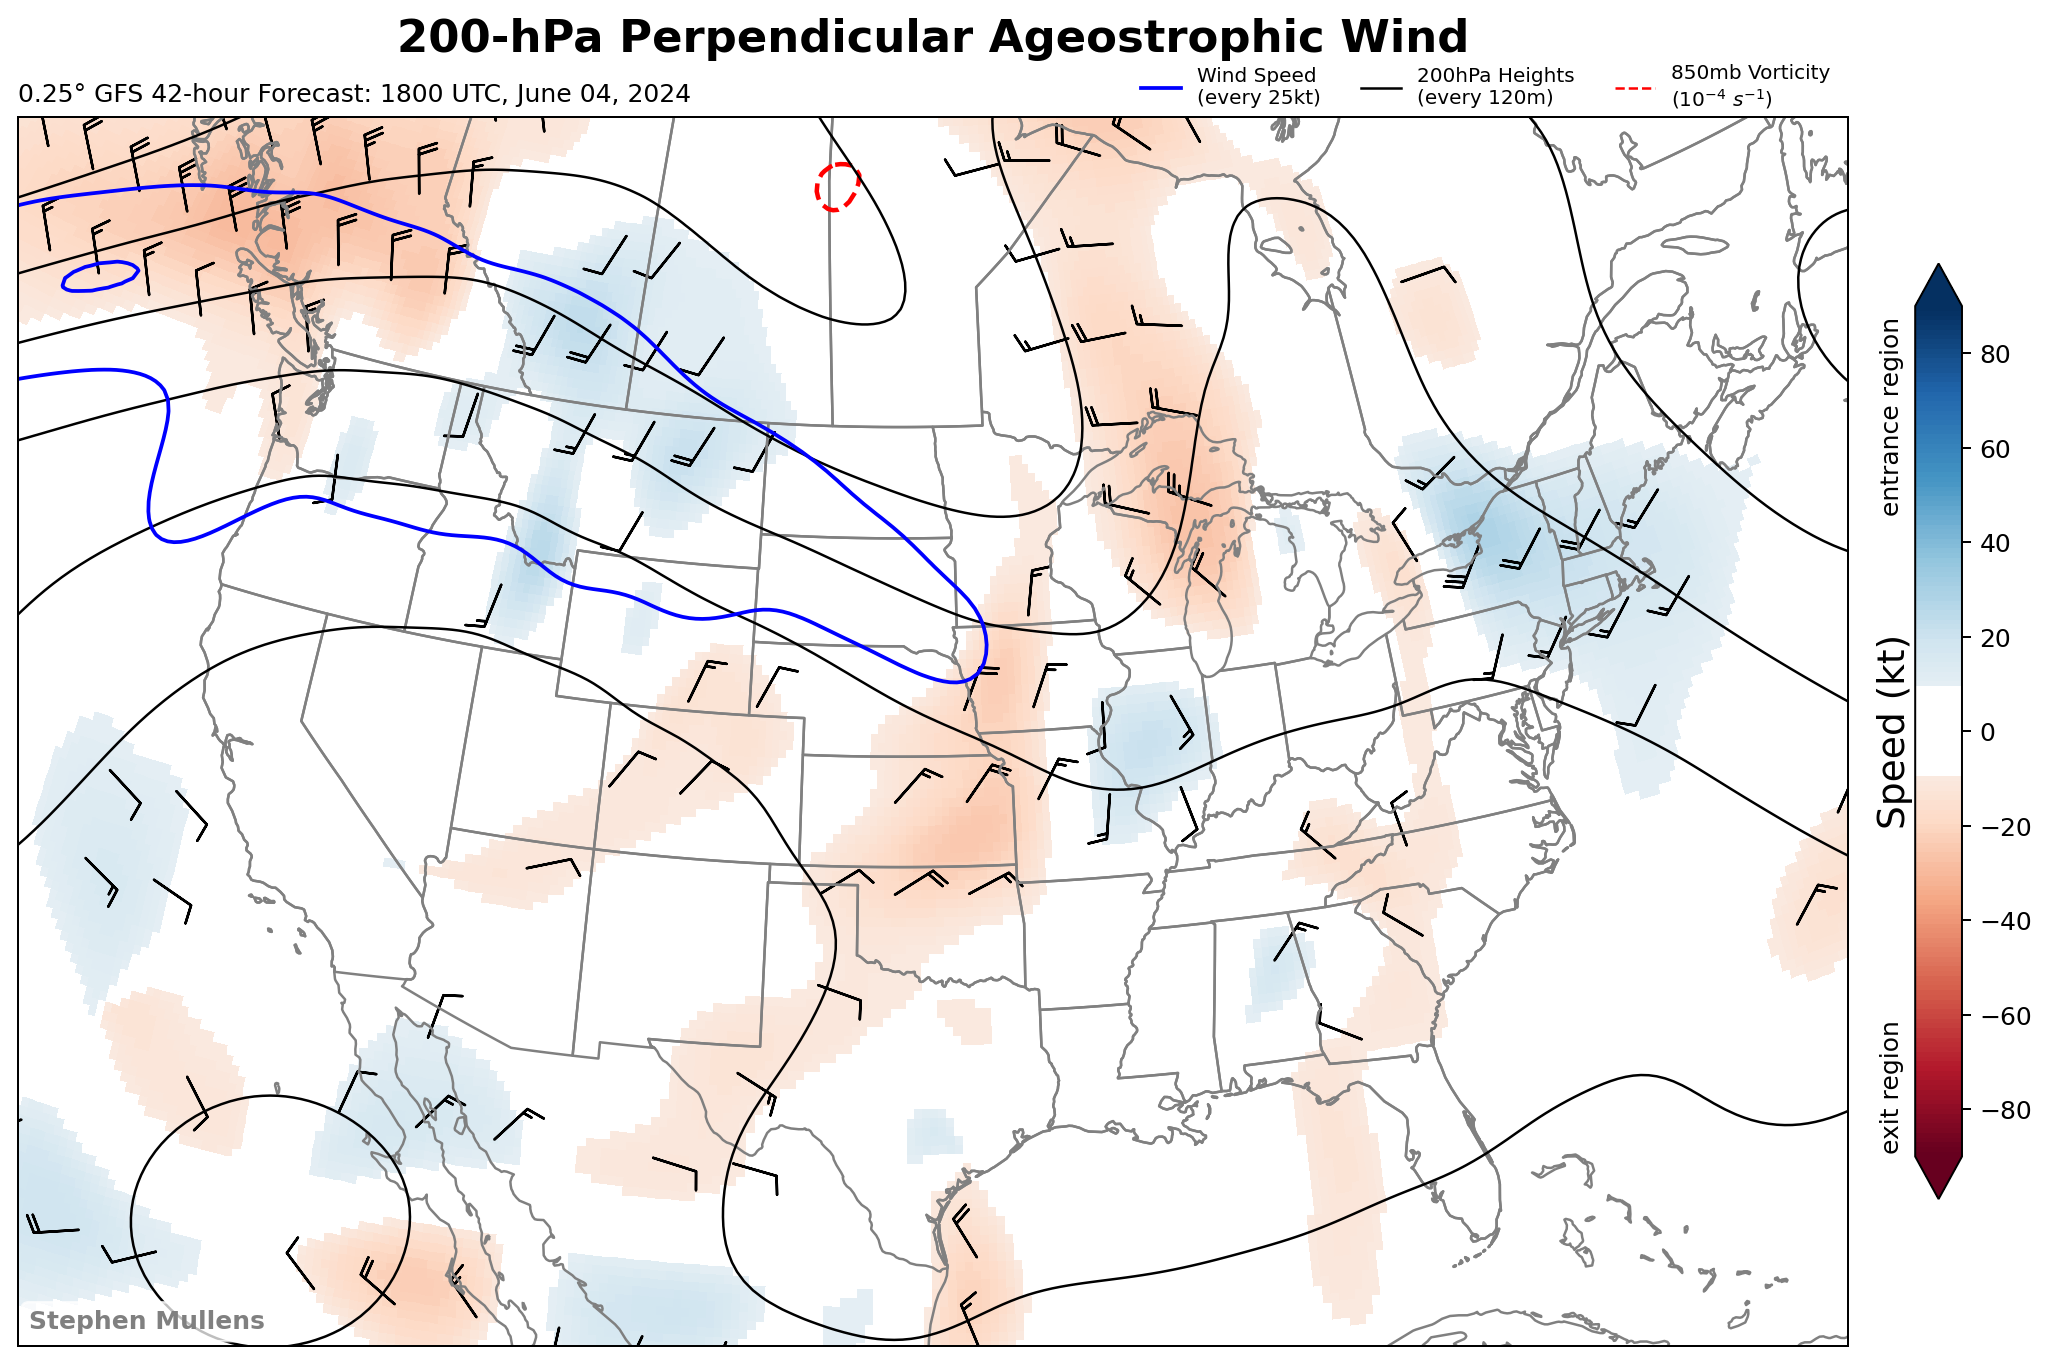 200-hPa Perpendicular Ageostrophic Wind
0.25° GFS 42-hour Forecast: 1800 UTC, June 04, 2024
Wind Speed
(every 25kt)
200hPa Heights
(every 120m)
850mb Vorticity
(10⁻⁴ s⁻¹)
80
60
40
20
0
−20
−40
−60
−80
entrance region
Speed (kt)
exit region
Stephen Mullens